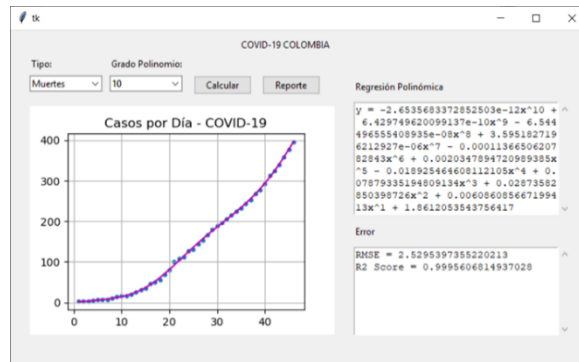 tk
COVID-19 COLOMBIA
Tipo:
Grado Polinomio:
Muertes
10
Calcular
Reporte
Casos por Día - COVID-19
400
300
200
100
0
0
10
20
30
40
Regresión Polinómica
y = -2.6535683372852503e-12x^10 +
6.429749620099137e-10x^9 - 6.544
496555408935e-08x^8 + 3.595182719
6212927e-06x^7 - 0.00011366506207
82843x^6 + 0.0020347894720989385x
^5 - 0.018925464608112105x^4 + 0.
07879335194809134x^3 + 0.02873582
850398726x^2 + 0.0060860856671994
13x^1 + 1.8612053543756417
Error
RMSE = 2.5295397355220213
R2 Score = 0.9995606814937028